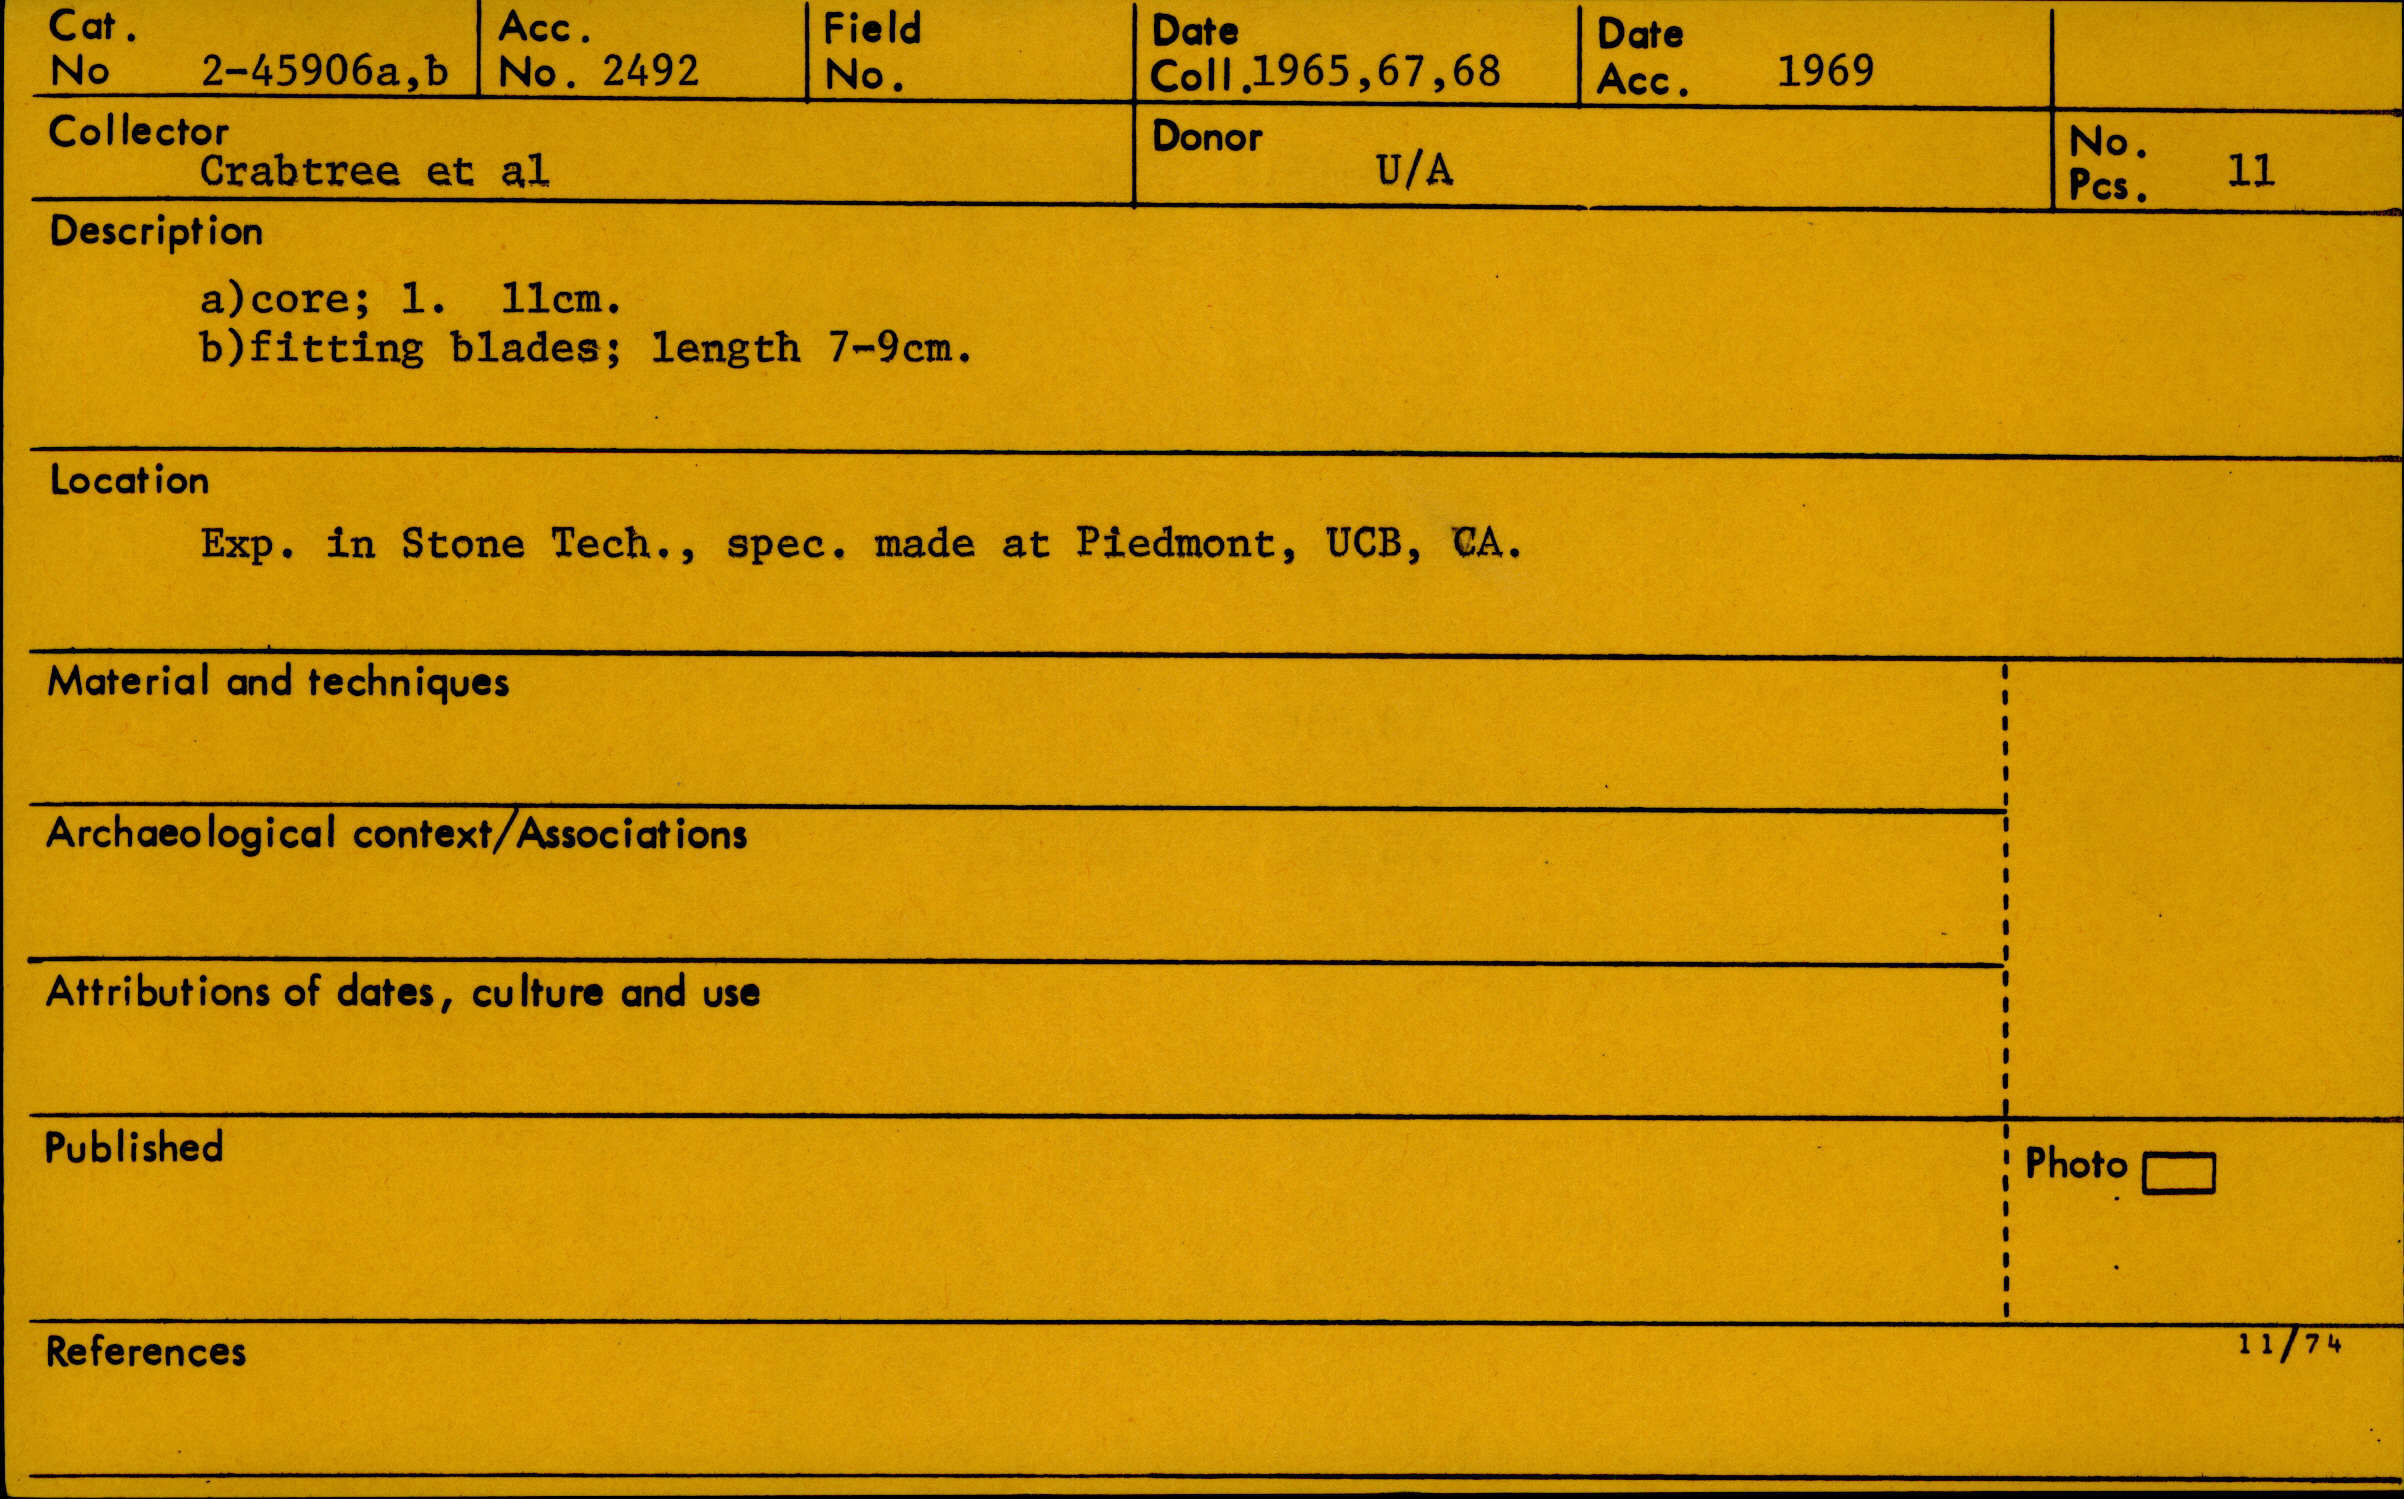 Cat. No 2-45906a,b
Acc. No. 2492
Field No.
Date Coll. 1965,67,68
Date Acc. 1969
Collector
Crabtree et al
Donor
U/A
No. Pcs. 11
Description
a)core; l. 11cm.
b)fitting blades; length 7-9cm.
Location
Exp. in Stone Tech., spec. made at Piedmont, UCB, CA.
Material and techniques
Archaeological context/Associations
Attributions of dates, culture and use
Published
Photo
References
11/74